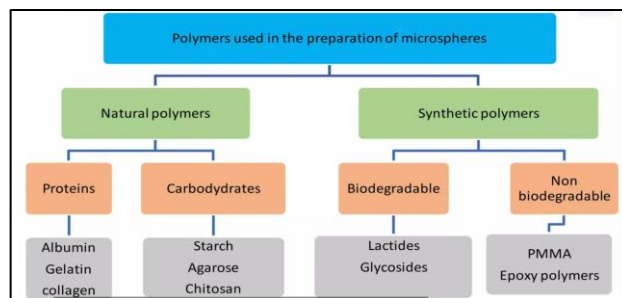 Polymers used in the preparation of microspheres
Natural polymers
Synthetic polymers
Proteins
Carbodydrates
Biodegradable
Non
biodegradable
Albumin
Gelatin
collagen
Starch
Agarose
Chitosan
Lactides
Glycosides
PMMA
Epoxy polymers